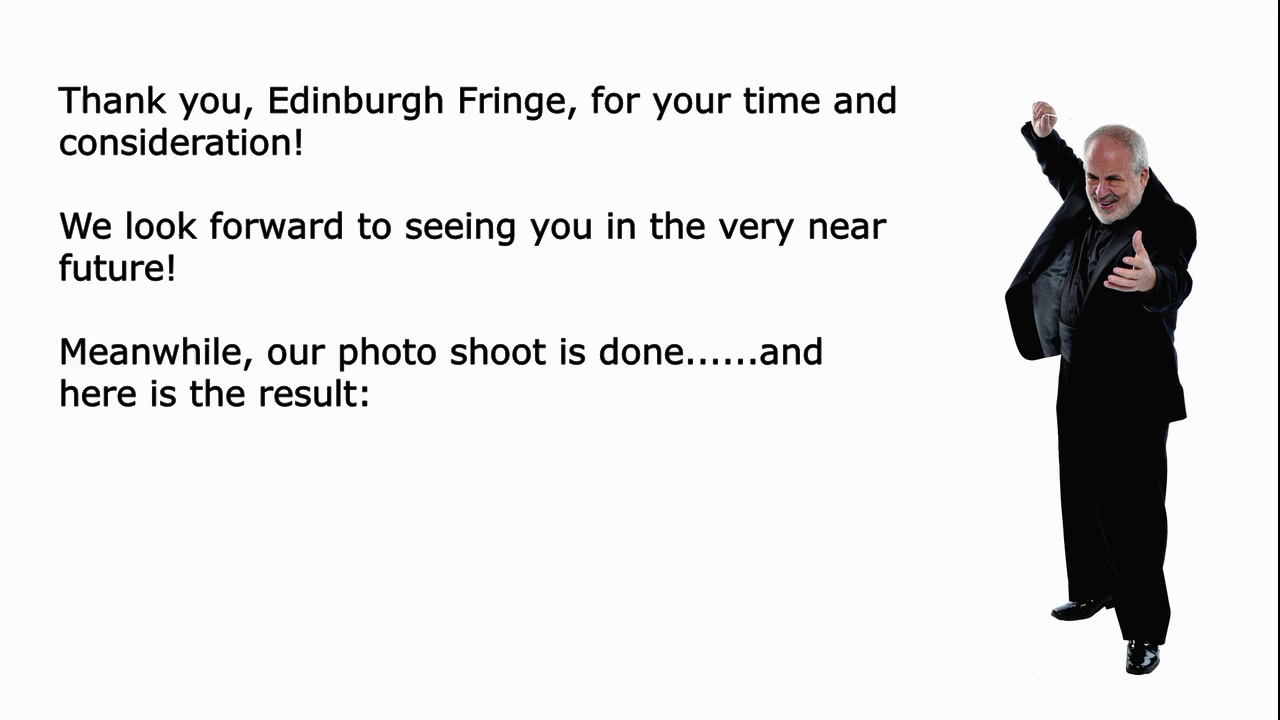 Thank you, Edinburgh Fringe, for your time and
consideration!
We look forward to seeing you in the very near
future!
Meanwhile, our photo shoot is done......and
here is the result: